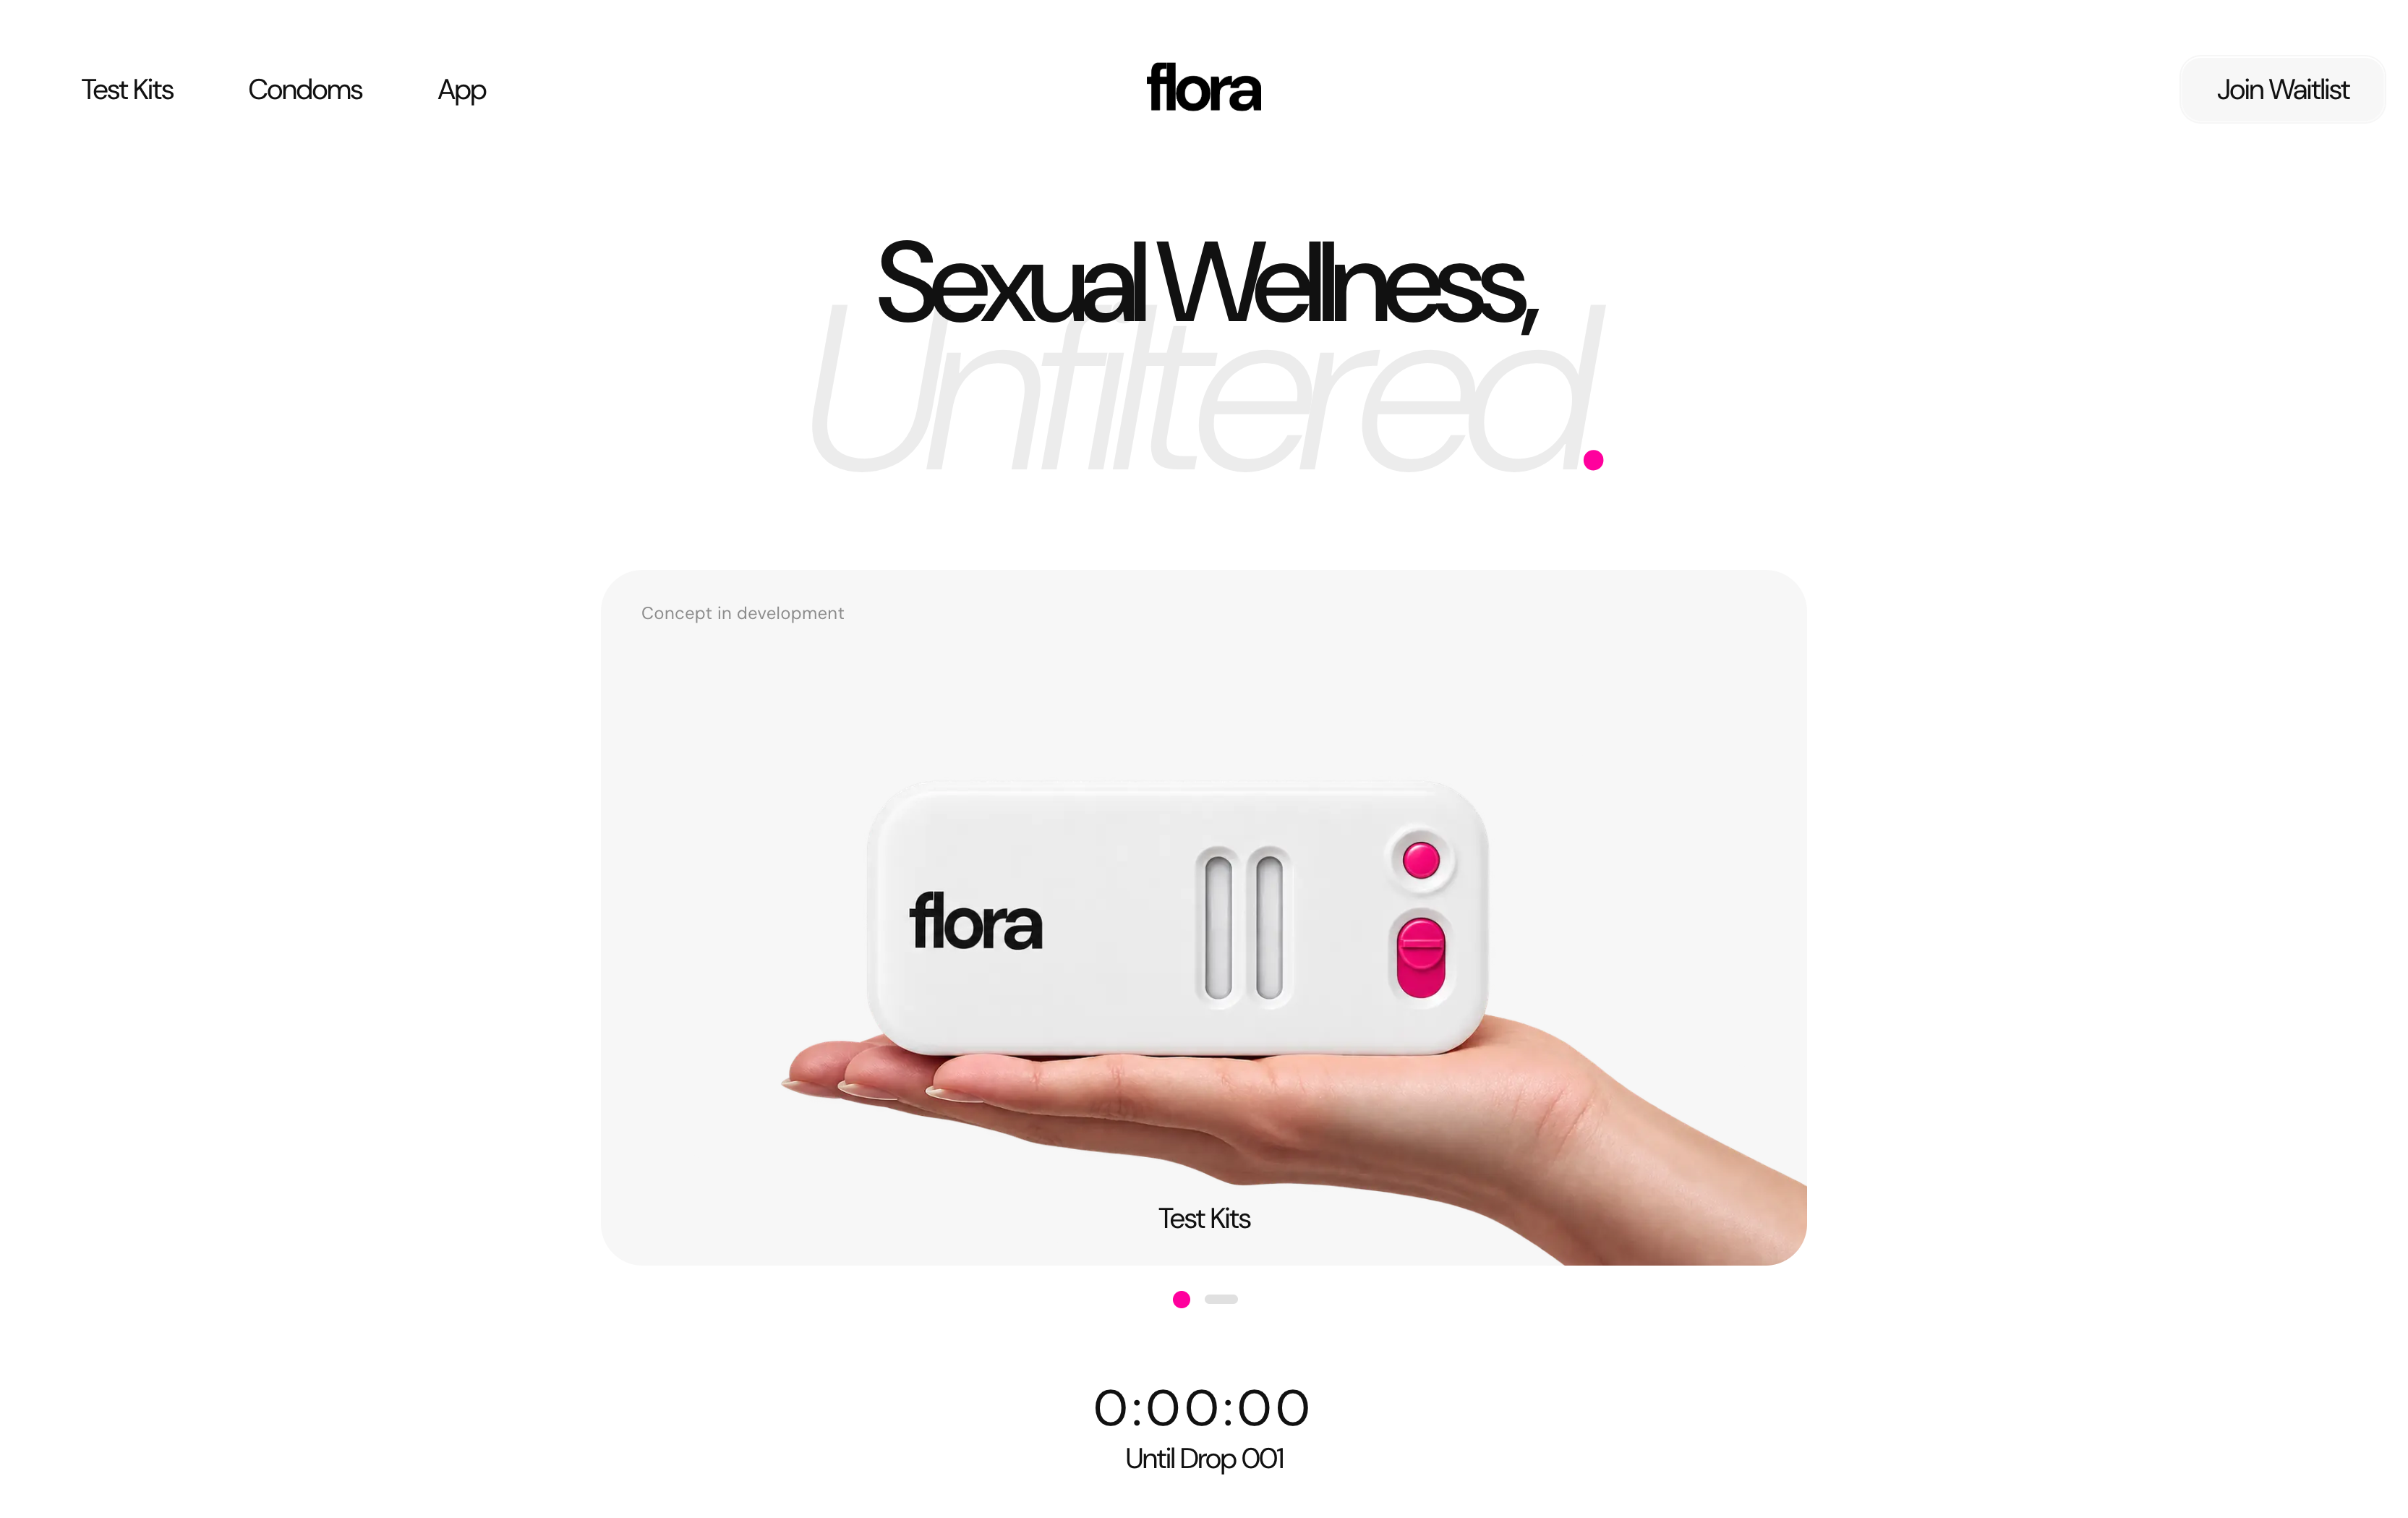 Test Kits
Condoms
App
flora
Join Waitlist
Sexual Wellness,
Unfiltered.
Concept in development
flora
Test Kits
0:00:00
Until Drop 001